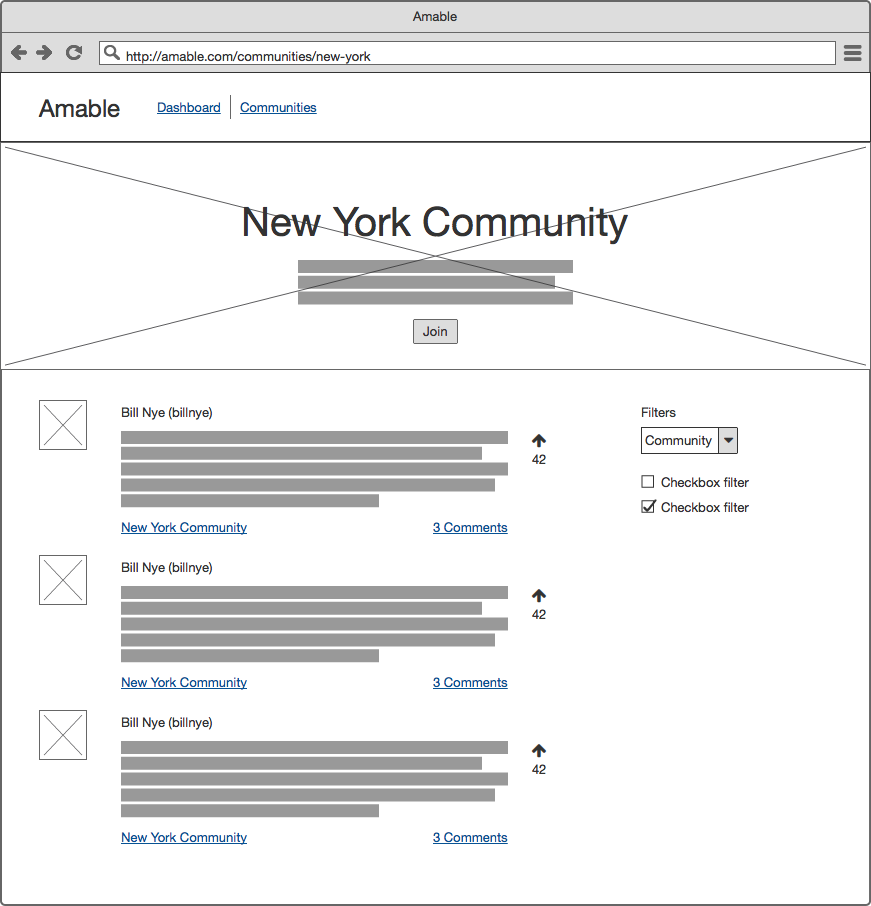 Amable
http://amable.com/communities/new-york
Amable
Dashboard
Communities
New York Community
Join
Bill Nye (billnye)
42
New York Community
3 Comments
Bill Nye (billnye)
42
New York Community
3 Comments
Bill Nye (billnye)
42
New York Community
3 Comments
Filters
Community
Checkbox filter
Checkbox filter